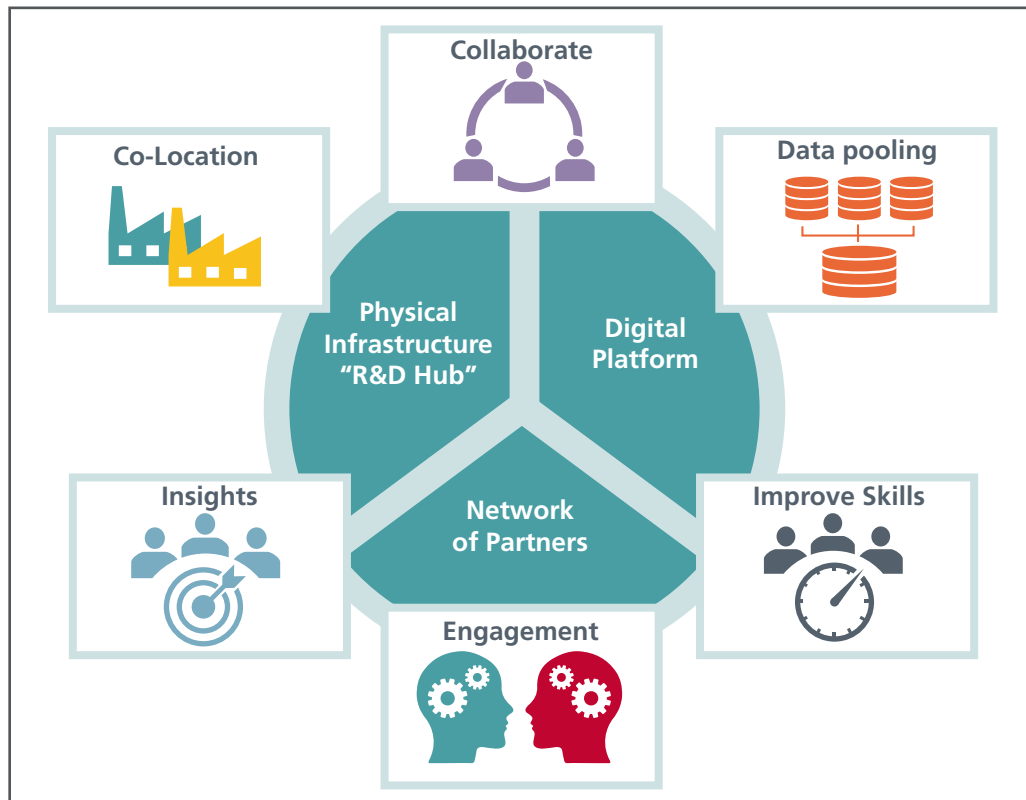 Collaborate
Co-Location
Data pooling
Physical
Infrastructure
“R&D Hub”
Digital
Platform
Insights
Network
of Partners
Improve Skills
Engagement